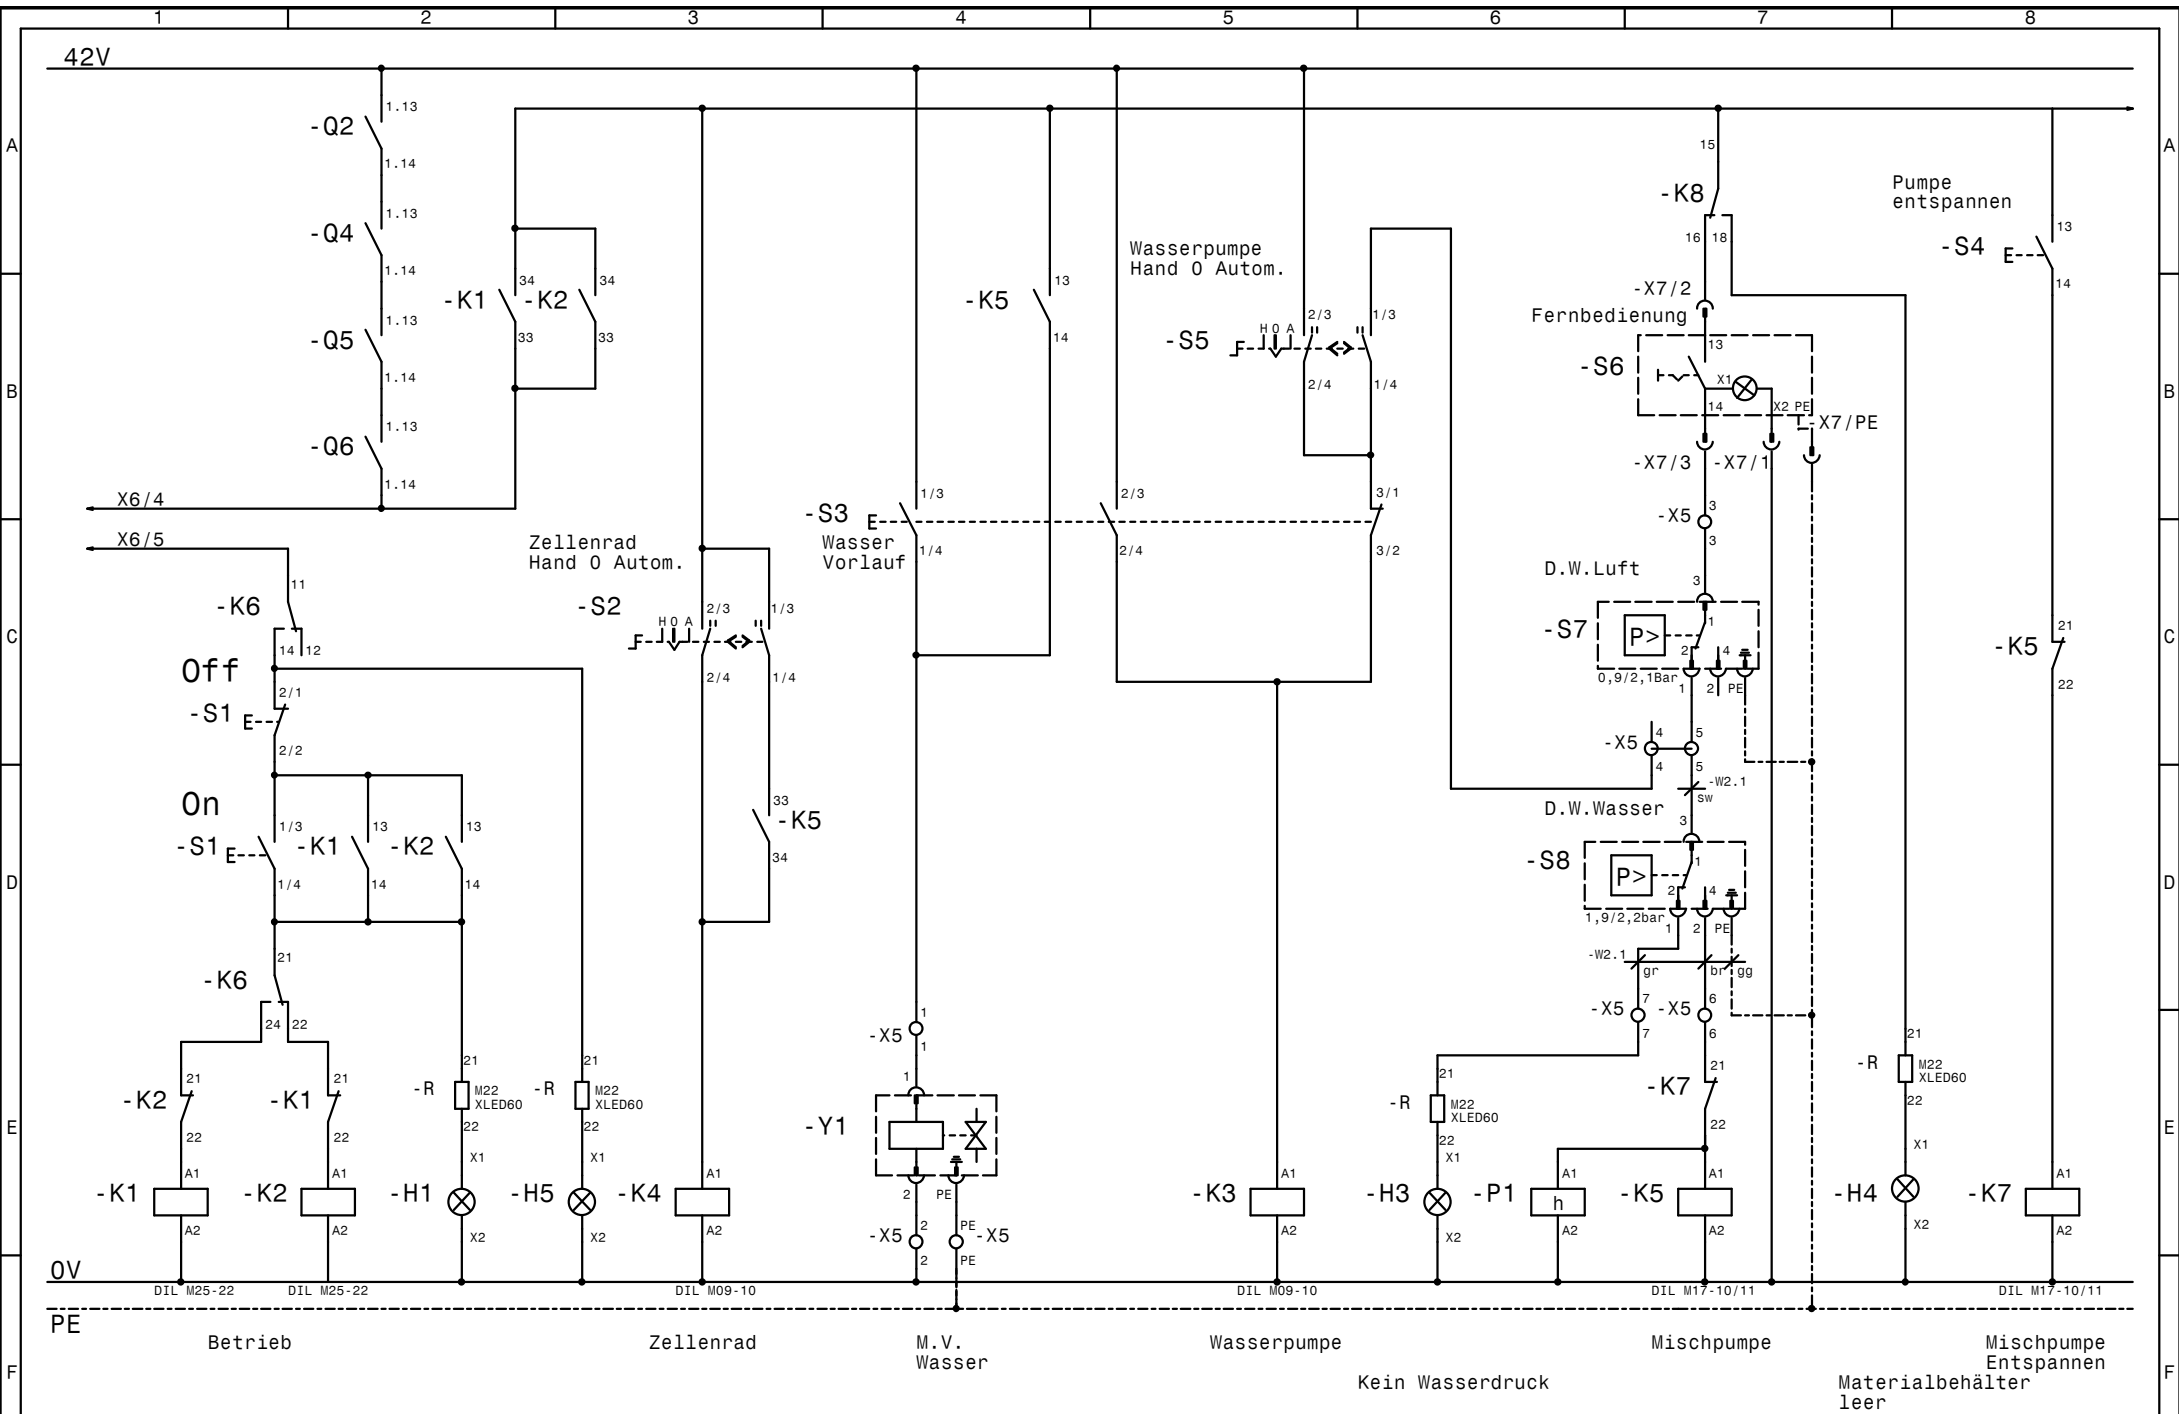 1 2 3 4 5 6 7 8
42V
A
1.13
-Q2
1.14
1.13
-Q4
1.14
1.13
-Q5
1.14
1.13
-Q6
1.14
34 34
-K1 -K2
33 33
X6/4
X6/5
11
-K6
14 12
Off
2/1
-S1
2/2
On
1/3 13 13
-S1 -K1 -K2
1/4 14 14
21
-K6
24 22
21 21
-K2 -K1
22 22
A1 A1
-K1 -K2
A2 A2
DIL M25-22 DIL M25-22
21
-R M22
XLED60
22
X1
-H1
X2
21
-R M22
XLED60
22
X1
-H5
X2
Zellenrad
Hand O Autom.
-S2
H O A
2/3 1/3
2/4 1/4
33
-K5
34
A1
-K4
A2
DIL M09-10
13
-K5
14
-S3
Wasser
Vorlauf
1/3 2/3 3/1
1/4 2/4 3/2
1
-X5
1
1
-Y1
2 PE
2 PE
-X5 -X5
2 PE
Wasserpumpe
Hand O Autom.
-S5
H O A
2/3 1/3
2/4 1/4
A1
-K3
A2
DIL M09-10
15
-K8
16 18
-X7/2
Fernbedienung
13
-S6
X1
14 X2 PE
-X7/PE
-X7/3 -X7/1
3
-X5
3
D.W.Luft
3
-S7
1
P>
2 4
0,9/2,1Bar
1 2 PE
4 5
-X5
4 5
-W2.1
sw
D.W.Wasser
3
-S8
1
P>
2 4
1,9/2,2bar
1 2 PE
-W2.1
gr br gg
7 6
-X5 -X5
7 6
21
-R M22
XLED60
22
X1
-H3
X2
21
-K7
22
A1
-P1
h
A2
A1
-K5
A2
DIL M17-10/11
21
-R M22
XLED60
22
X1
-H4
X2
Pumpe
entspannen
13
-S4
14
21
-K5
22
A1
-K7
A2
DIL M17-10/11
0V
PE
Betrieb
Zellenrad
M.V.
Wasser
Wasserpumpe
Kein Wasserdruck
Mischpumpe
Materialbehälter
leer
Mischpumpe
Entspannen
A
B
B
C
C
D
D
E
E
F
F